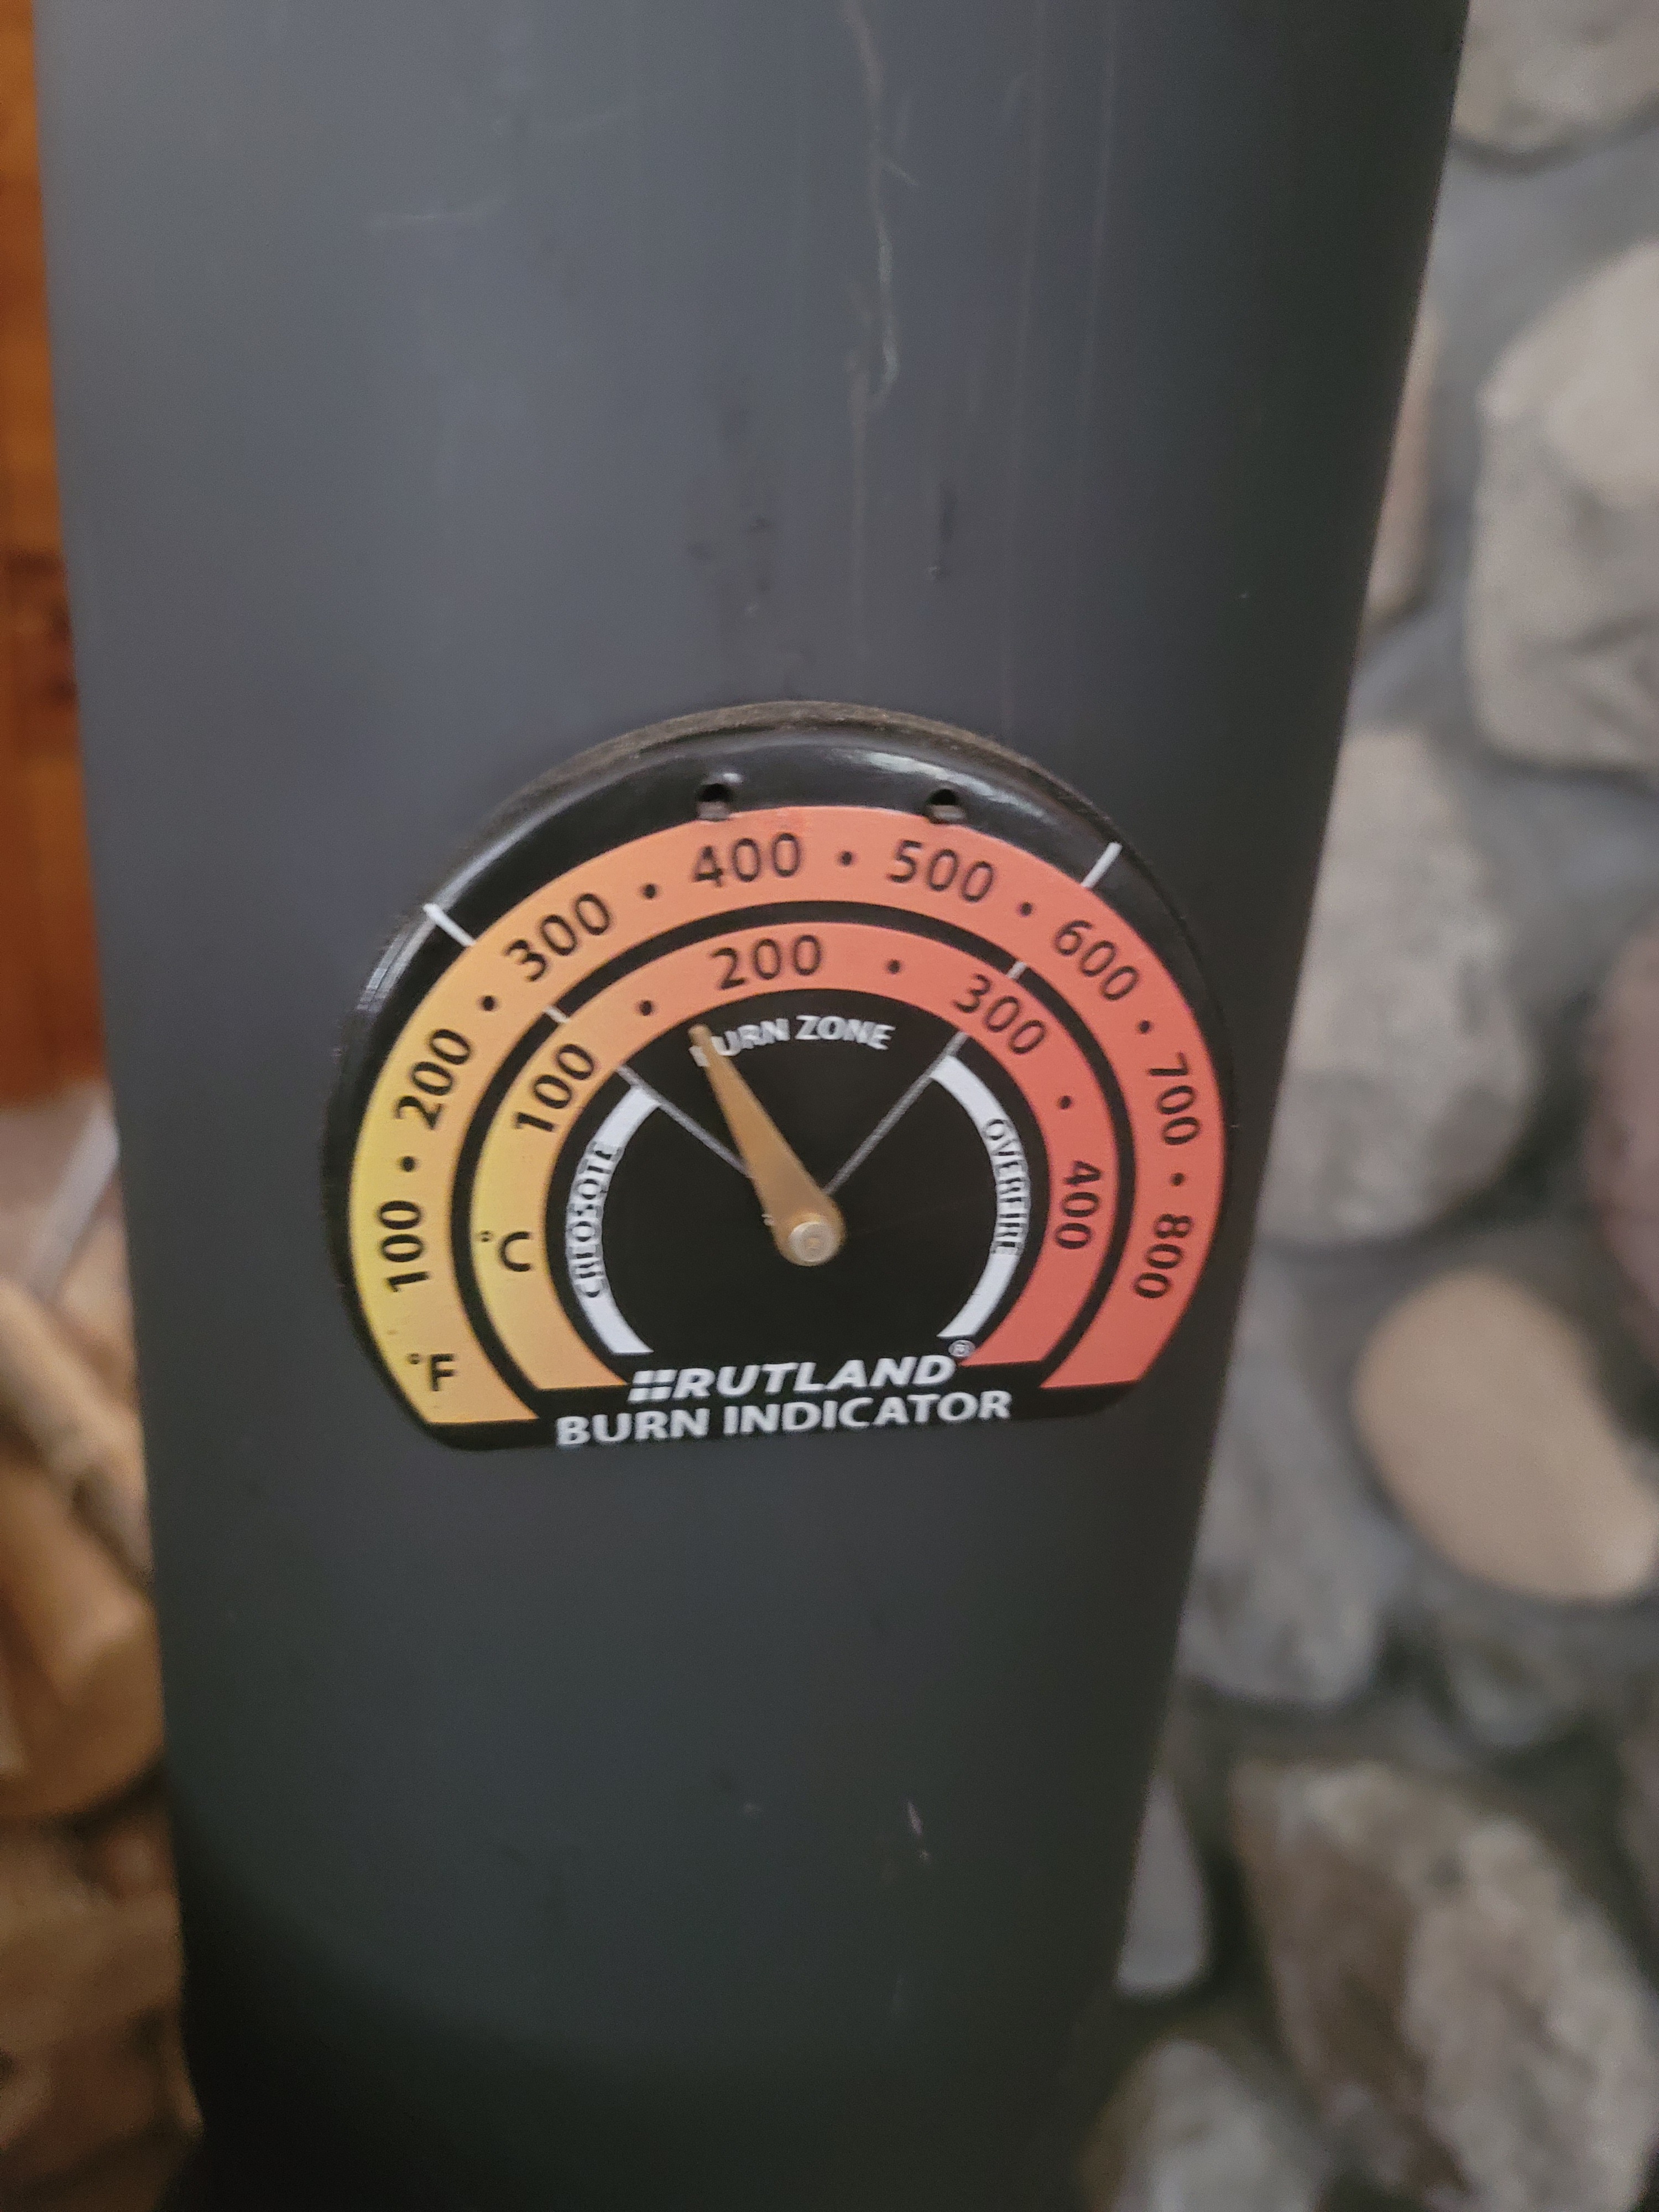 100 • 200 • 300 • 400 • 500 • 600 • 700 • 800
°F
100 • 200 • 300 • 400
°C
BURN ZONE
CREOSOTE
OVERFIRE
RUTLAND®
BURN INDICATOR